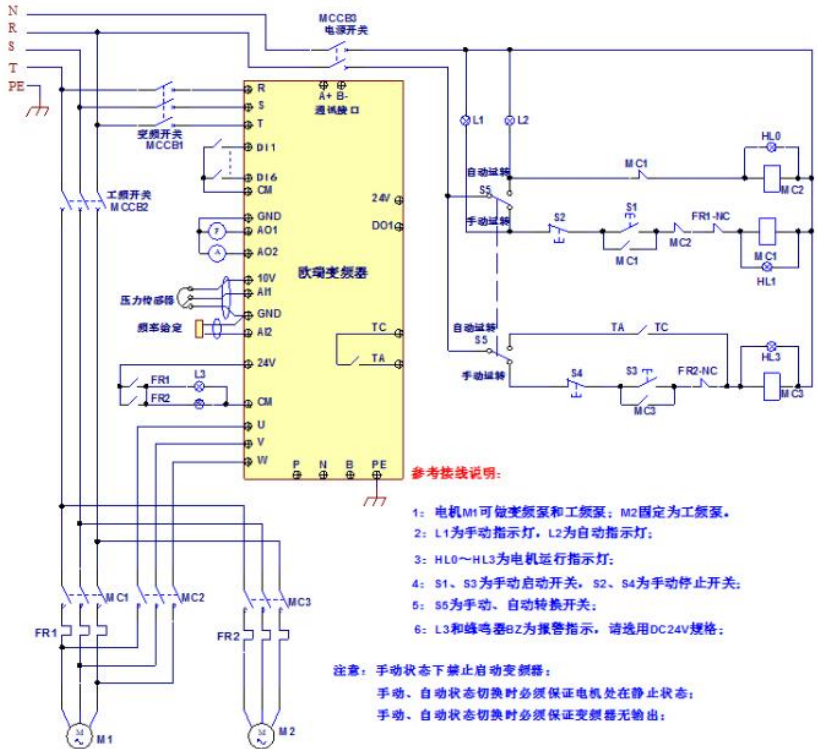 N
R
S
T
PE
MCCB3
电源开关
变频开关
MCCB1
工频开关
MCCB2
R
S
T
DI1
DI6
CM
GND
AO1
AO2
10V
AI1
GND
AI2
24V
CM
U
V
W
P
N
B
PE
A+ B-
通讯接口
24V
DO1
TC
TA
欧瑞变频器
F
A
压力传感器
频率给定
FR1
FR2
L3
L1
L2
自动运转
S5
手动运转
MC1
HL0
MC2
S2
S1
MC1
MC2
FR1-NC
MC1
HL1
自动运转
S5
手动运转
TA
TC
S4
S3
MC3
FR2-NC
HL3
MC3
MC1
MC2
MC3
FR1
FR2
M
M1
M
M2
参考接线说明:
1: 电机M1可做变频泵和工频泵; M2固定为工频泵。
2: L1为手动指示灯, L2为自动指示灯;
3: HL0～HL3为电机运行指示灯;
4: S1、S3为手动启动开关, S2、S4为手动停止开关;
5: S5为手动、自动转换开关;
6: L3和蜂鸣器BZ为报警指示, 请选用DC24V规格;
注意: 手动状态下禁止启动变频器;
手动、自动状态切换时必须保证电机处在静止状态;
手动、自动状态切换时必须保证变频器无输出;